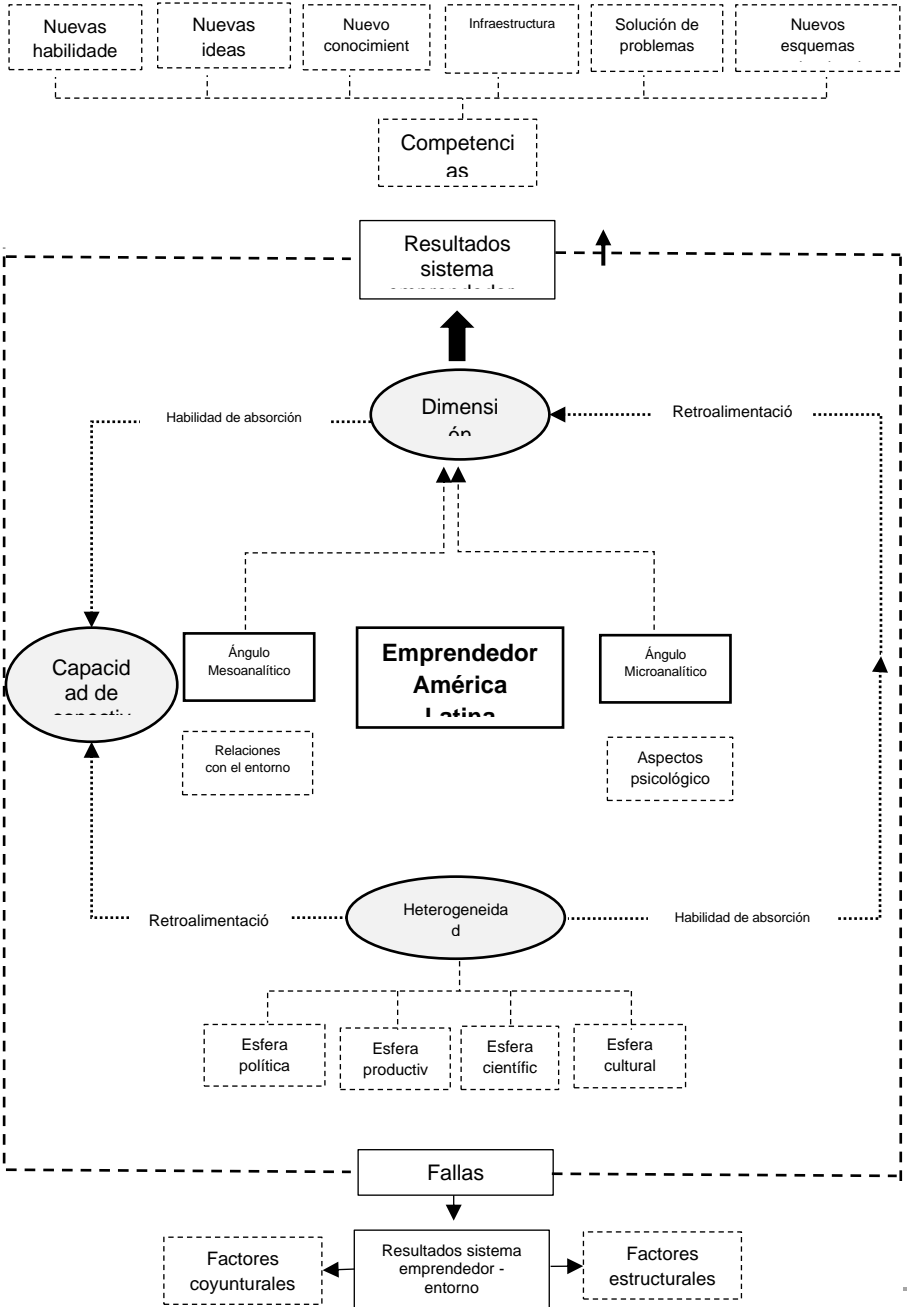 Nuevas
habilidade
Nuevas
ideas
Nuevo
conocimient
Infraestructura
Solución de
problemas
Nuevos
esquemas
Competenci
as
Resultados
sistema
Dimensi
ón
Habilidad de absorción
Retroalimentació
Ángulo
Mesoanalítico
Emprendedor
América
Latina
Ángulo
Microanalítico
Capacid
ad de
Relaciones
con el entorno
Aspectos
psicológico
Retroalimentació
Heterogeneida
d
Habilidad de absorción
Esfera
política
Esfera
productiv
Esfera
científic
Esfera
cultural
Fallas
Factores
coyunturales
Resultados sistema
emprendedor -
entorno
Factores
estructurales